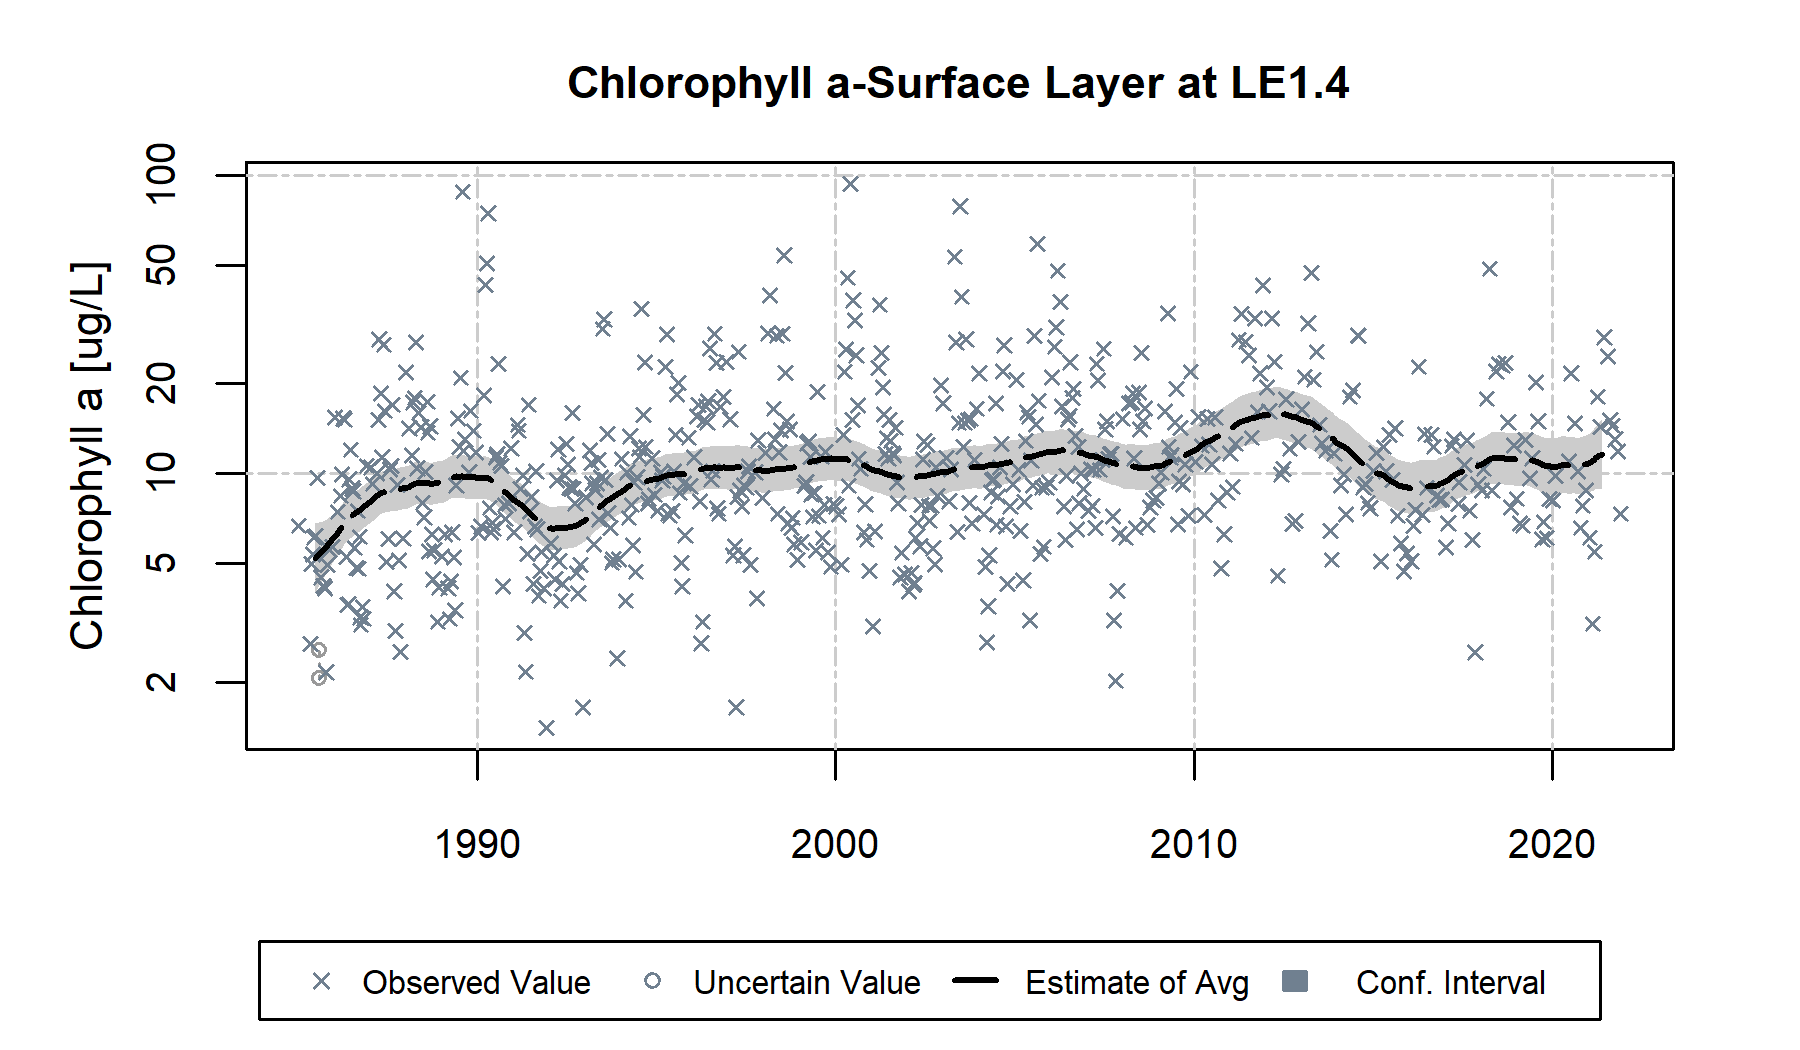 Chlorophyll a-Surface Layer at LE1.4
Chlorophyll a [ug/L]
100
50
20
10
5
2
1990 2000 2010 2020
Observed Value Uncertain Value Estimate of Avg Conf. Interval